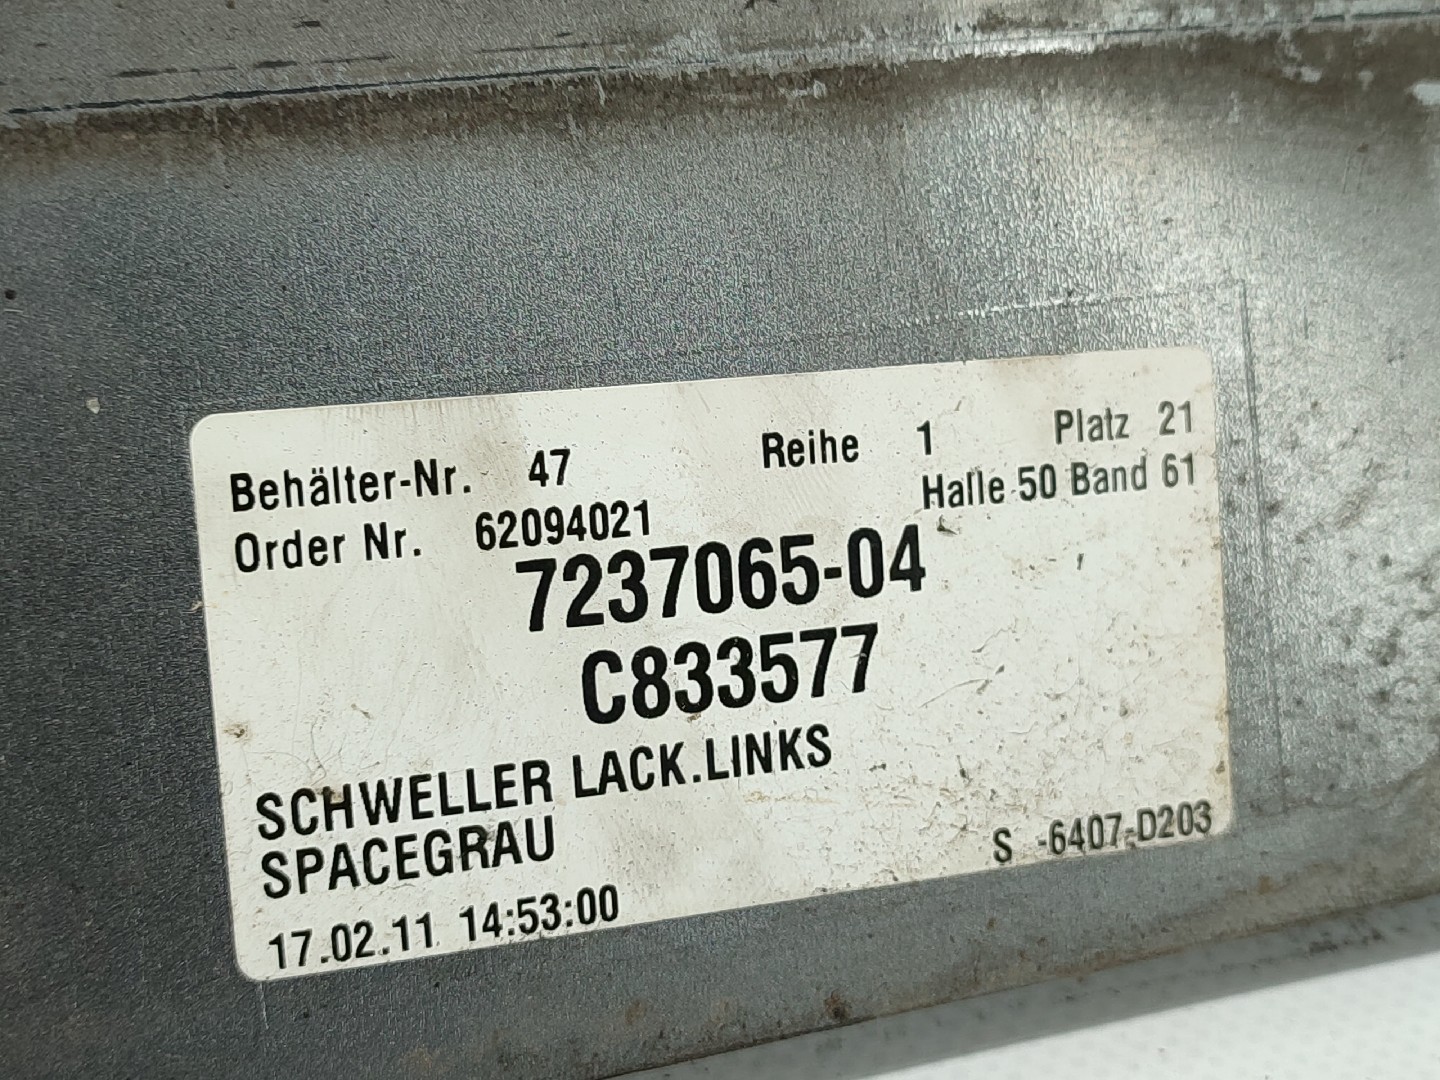 Behälter-Nr. 47 Reihe 1 Platz 21
Order Nr. 62094021 Halle 50 Band 61
7237065-04
C833577
SCHWELLER LACK.LINKS
SPACEGRAU
S -6407-D203
17.02.11 14:53:00